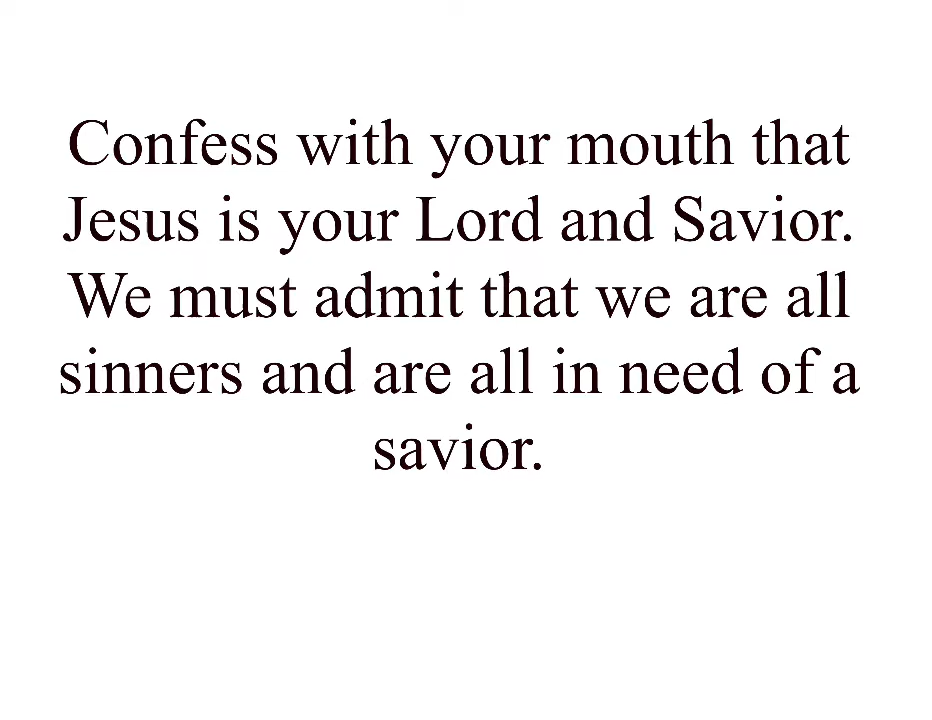 Confess with your mouth that
Jesus is your Lord and Savior.
We must admit that we are all
sinners and are all in need of a
savior.